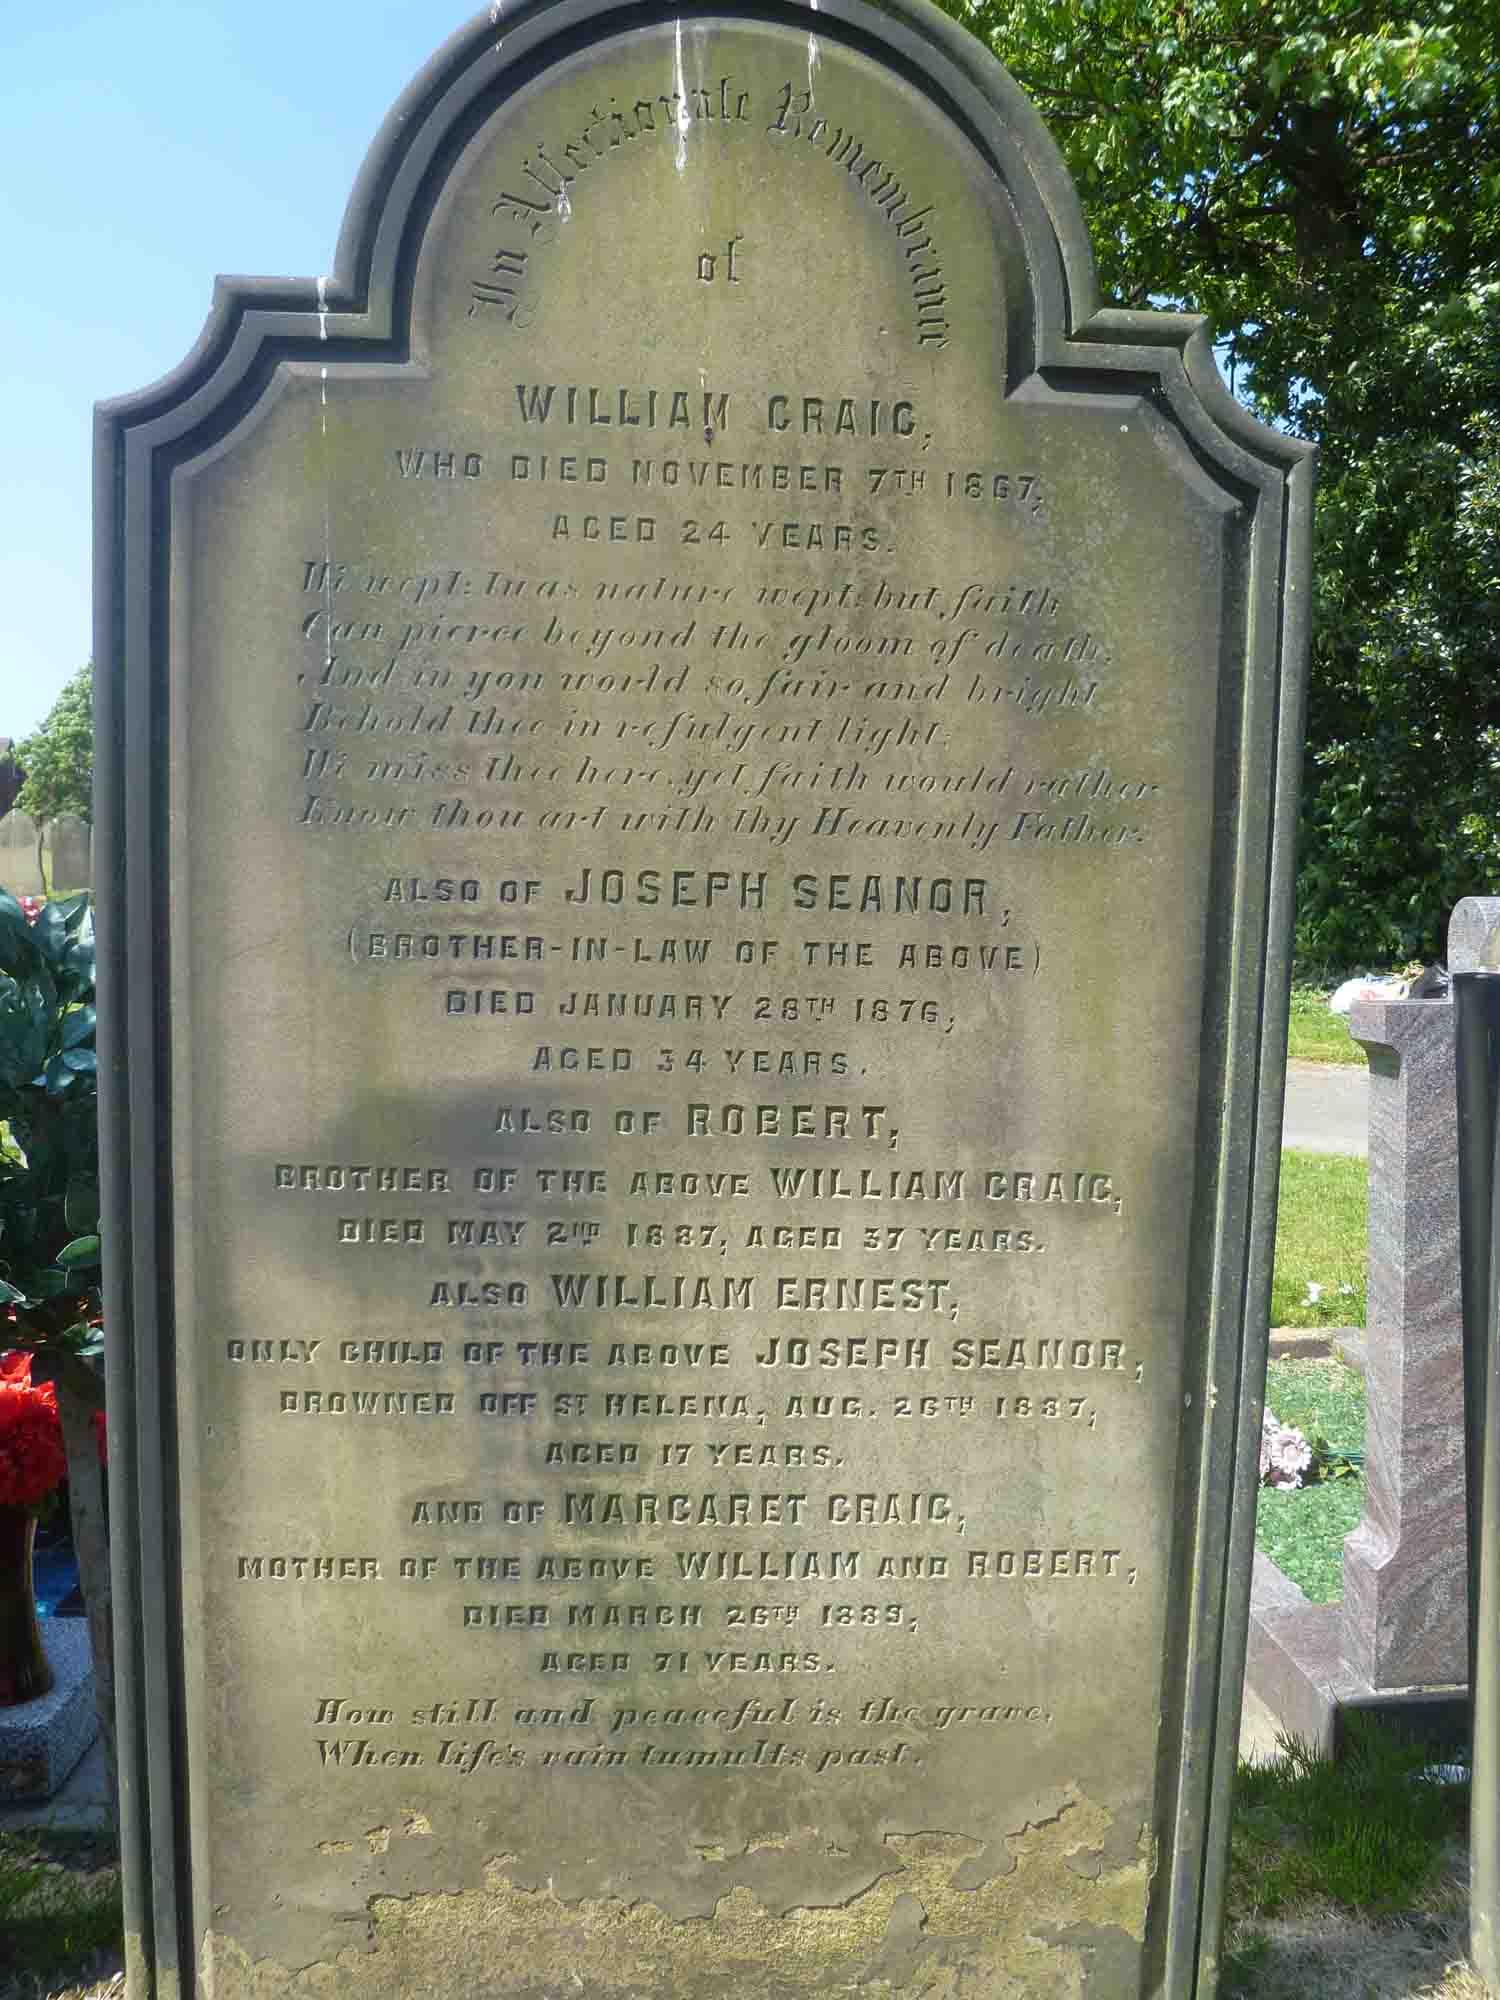 In Affectionate Remembrance
of
WILLIAM CRAIG,
WHO DIED NOVEMBER 7TH 1867,
AGED 24 YEARS.
We wept: twas nature wept: but faith
Can pierce beyond the gloom of death,
And in yon world so fair and bright
Behold thee in refulgent light:
We miss thee here, yet faith would rather
Know thou art with thy Heavenly Father.
ALSO OF JOSEPH SEANOR,
(BROTHER-IN-LAW OF THE ABOVE)
DIED JANUARY 28TH 1876,
AGED 34 YEARS.
ALSO OF ROBERT,
BROTHER OF THE ABOVE WILLIAM CRAIG,
DIED MAY 2ND 1887, AGED 37 YEARS.
ALSO WILLIAM ERNEST,
ONLY CHILD OF THE ABOVE JOSEPH SEANOR,
DROWNED OFF ST HELENA, AUG. 26TH 1887,
AGED 17 YEARS.
AND OF MARGARET CRAIG,
MOTHER OF THE ABOVE WILLIAM AND ROBERT,
DIED MARCH 26TH 1889,
AGED 71 YEARS.
How still and peaceful is the grave,
When life's vain tumults past.